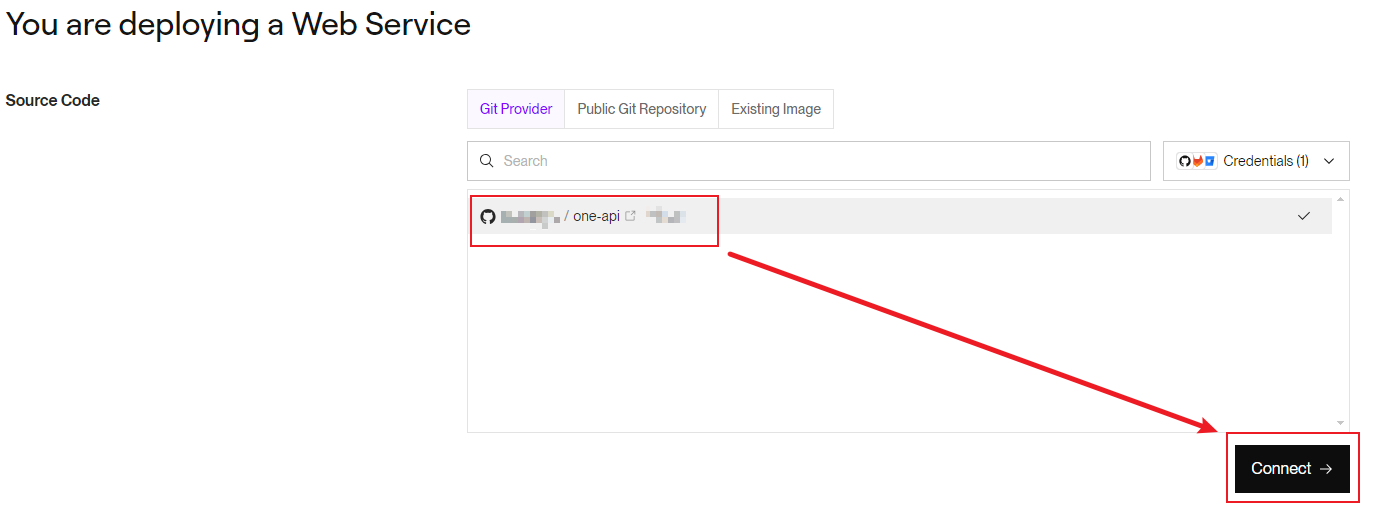 You are deploying a Web Service
Source Code
Git Provider
Public Git Repository
Existing Image
Search
Credentials (1)
/ one-api
Connect →